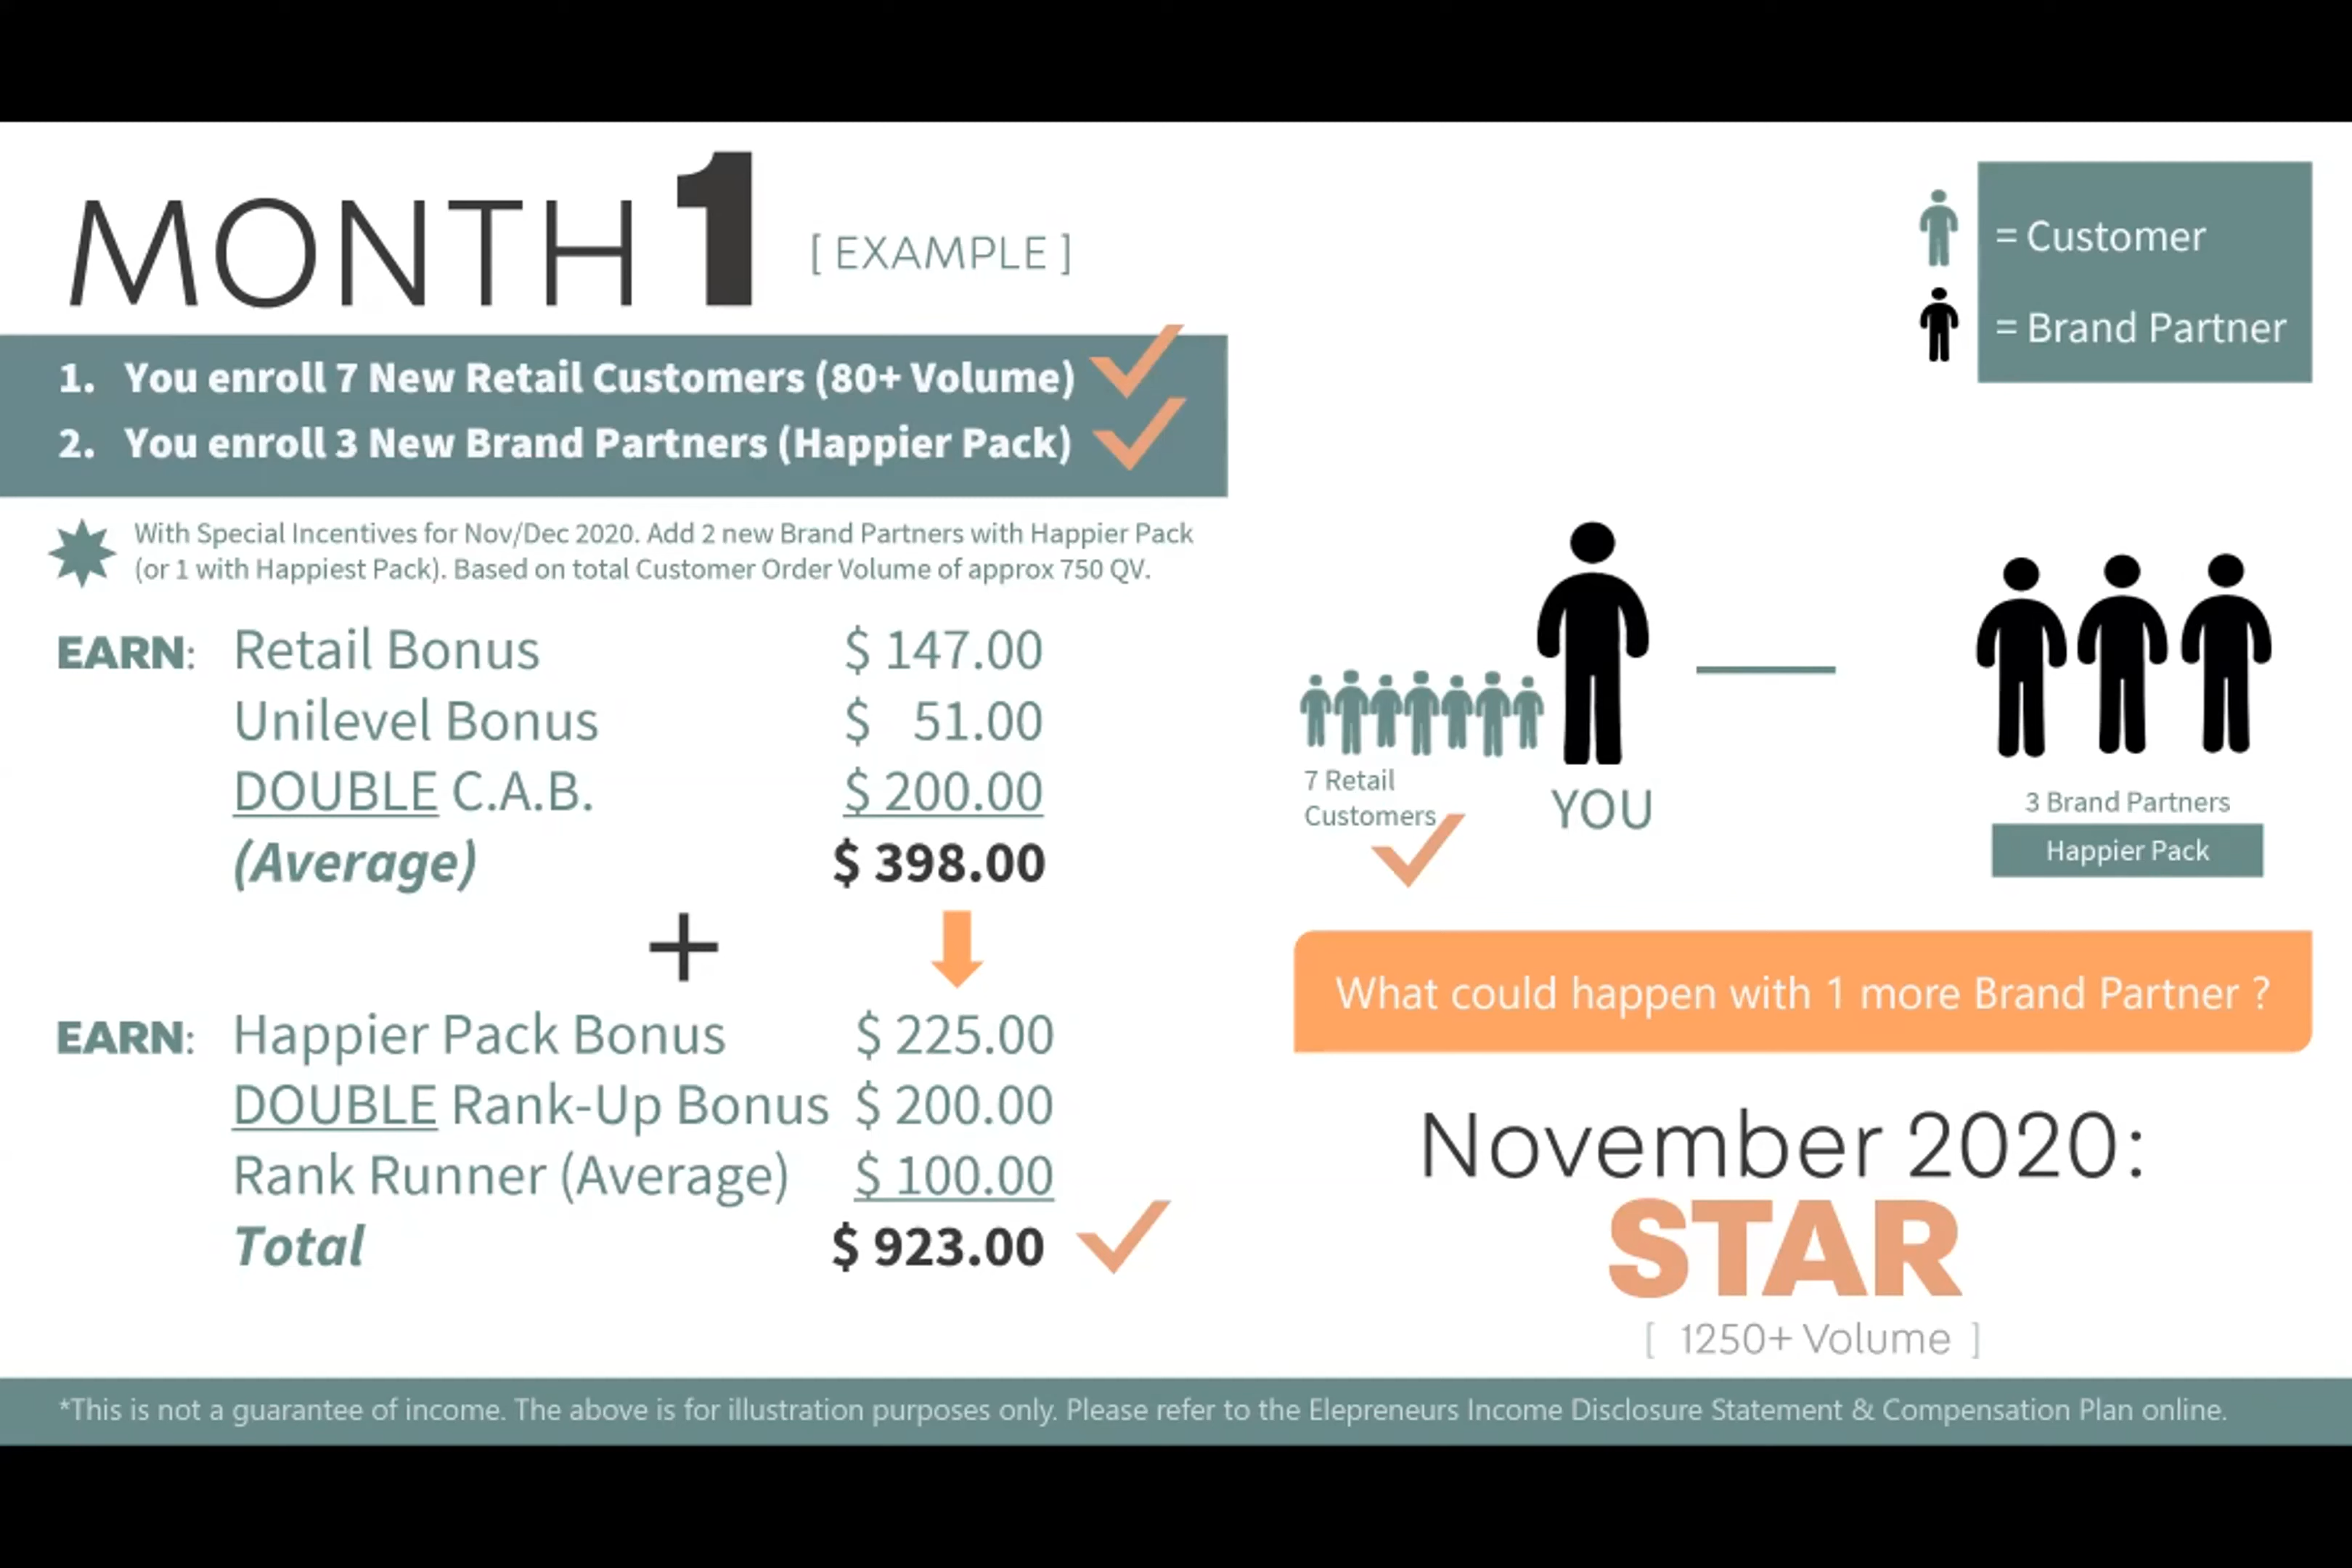 MONTH 1 [ EXAMPLE ]
= Customer
= Brand Partner
1. You enroll 7 New Retail Customers (80+ Volume)
2. You enroll 3 New Brand Partners (Happier Pack)
With Special Incentives for Nov/Dec 2020. Add 2 new Brand Partners with Happier Pack
(or 1 with Happiest Pack). Based on total Customer Order Volume of approx 750 QV.
EARN: Retail Bonus $ 147.00
Unilevel Bonus $ 51.00
DOUBLE C.A.B. $ 200.00
(Average) $ 398.00
+
EARN: Happier Pack Bonus $ 225.00
DOUBLE Rank-Up Bonus $ 200.00
Rank Runner (Average) $ 100.00
Total $ 923.00
7 Retail
Customers
YOU
3 Brand Partners
Happier Pack
What could happen with 1 more Brand Partner ?
November 2020:
STAR
[ 1250+ Volume ]
*This is not a guarantee of income. The above is for illustration purposes only. Please refer to the Elepreneurs Income Disclosure Statement & Compensation Plan online.